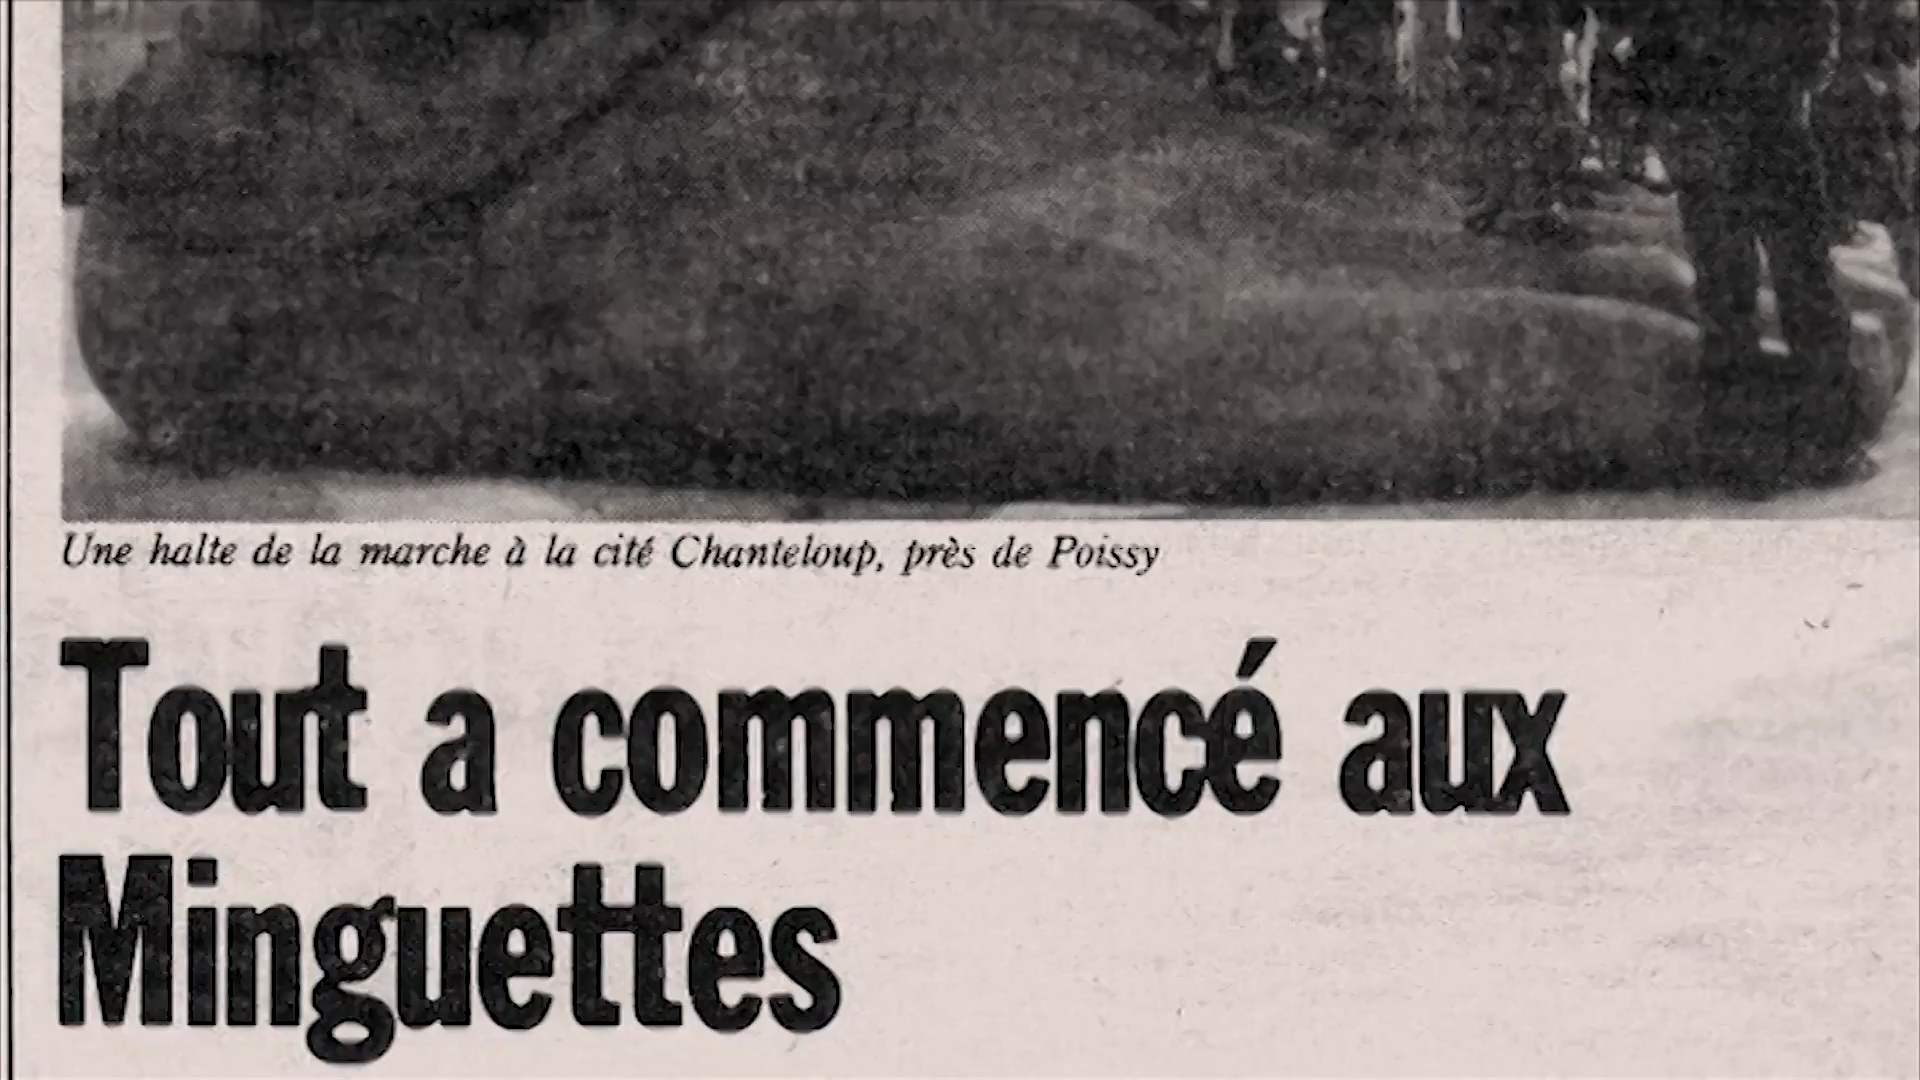 Une halte de la marche à la cité Chanteloup, près de Poissy
Tout a commencé aux
Minguettes